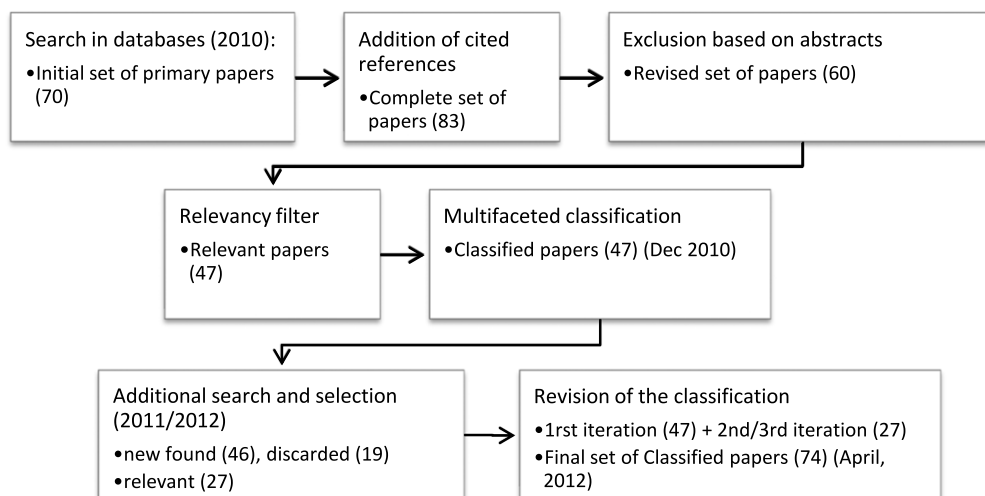 Search in databases (2010):
•Initial set of primary papers
(70)
Addition of cited
references
•Complete set of
papers (83)
Exclusion based on abstracts
•Revised set of papers (60)
Relevancy filter
•Relevant papers
(47)
Multifaceted classification
•Classified papers (47) (Dec 2010)
Additional search and selection
(2011/2012)
•new found (46), discarded (19)
•relevant (27)
Revision of the classification
•1rst iteration (47) + 2nd/3rd iteration (27)
•Final set of Classified papers (74) (April,
2012)